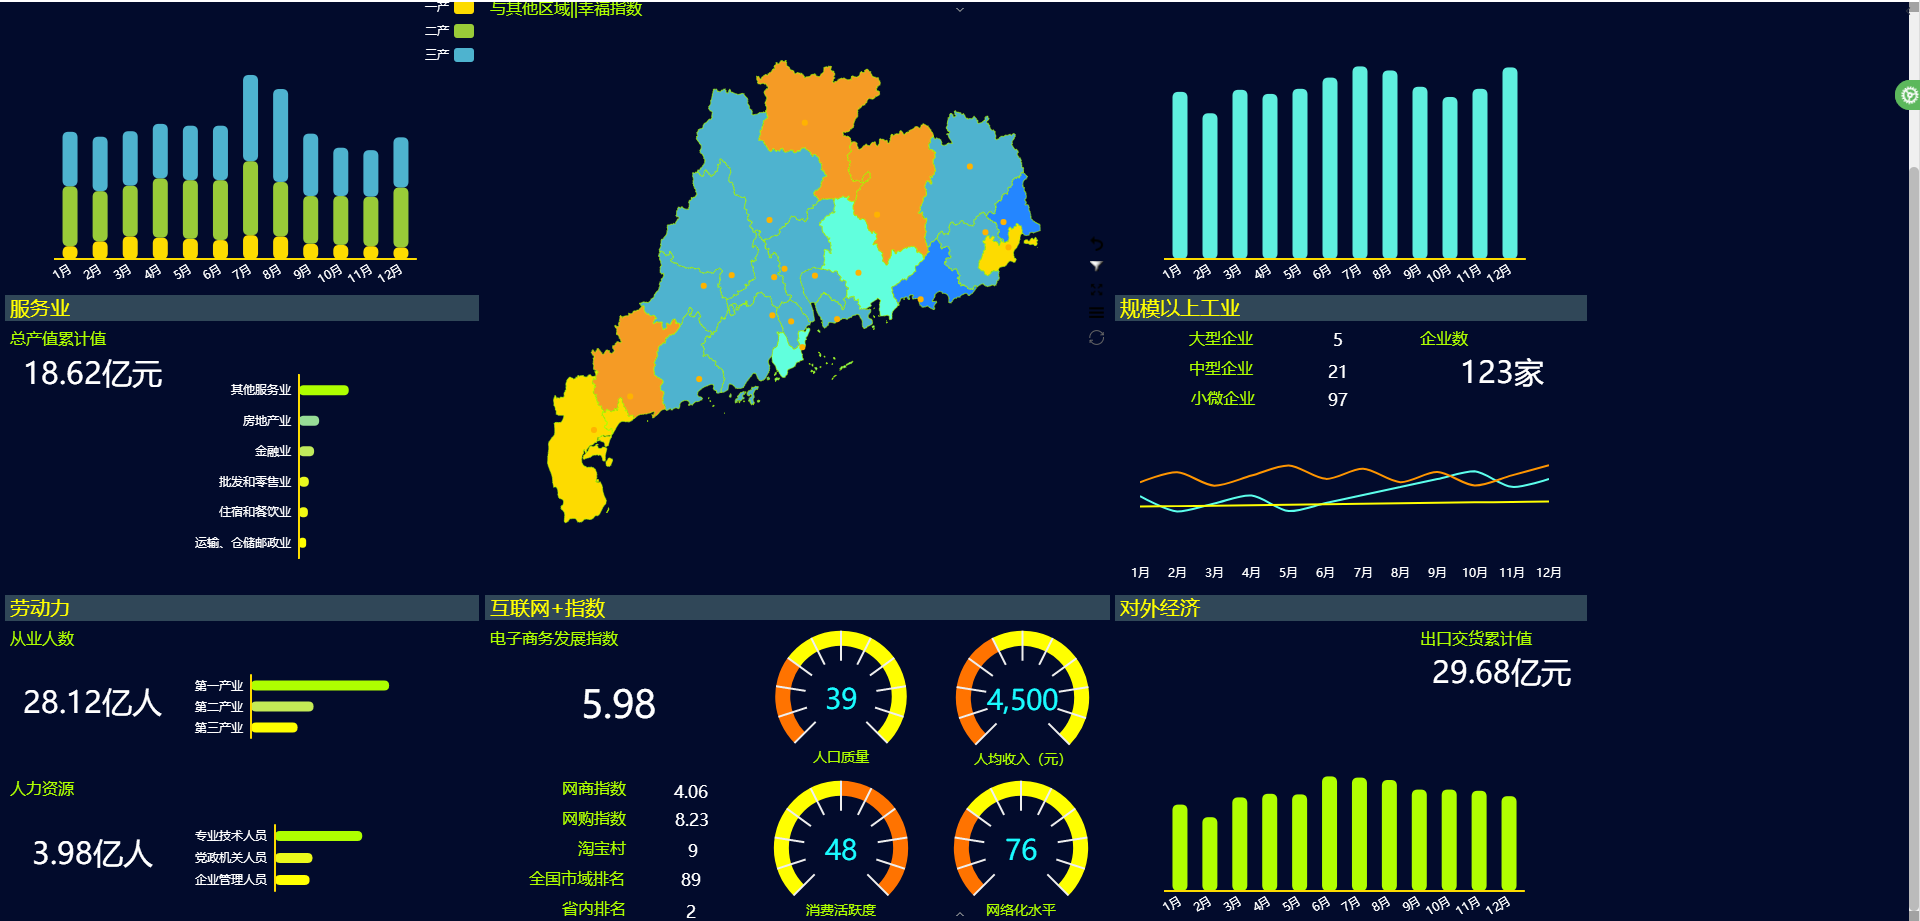 一产
二产
三产
1月 2月 3月 4月 5月 6月 7月 8月 9月 10月 11月 12月
与其他区域||幸福指数
1月 2月 3月 4月 5月 6月 7月 8月 9月 10月 11月 12月
服务业
总产值累计值
18.62亿元
其他服务业
房地产业
金融业
批发和零售业
住宿和餐饮业
运输、仓储邮政业
规模以上工业
大型企业 5
中型企业 21
小微企业 97
企业数
123家
1月 2月 3月 4月 5月 6月 7月 8月 9月 10月 11月 12月
劳动力
从业人数
28.12亿人
第一产业
第二产业
第三产业
人力资源
3.98亿人
专业技术人员
党政机关人员
企业管理人员
互联网+指数
电子商务发展指数
5.98
网商指数 4.06
网购指数 8.23
淘宝村 9
全国市域排名 89
省内排名 2
39
人口质量
4,500
人均收入（元）
48
消费活跃度
76
网络化水平
对外经济
出口交货累计值
29.68亿元
1月 2月 3月 4月 5月 6月 7月 8月 9月 10月 11月 12月